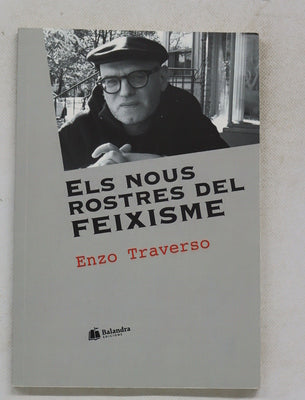 ELS NOUS
ROSTRES DEL
FEIXISME
Enzo Traverso
Balandra
EDICIONS